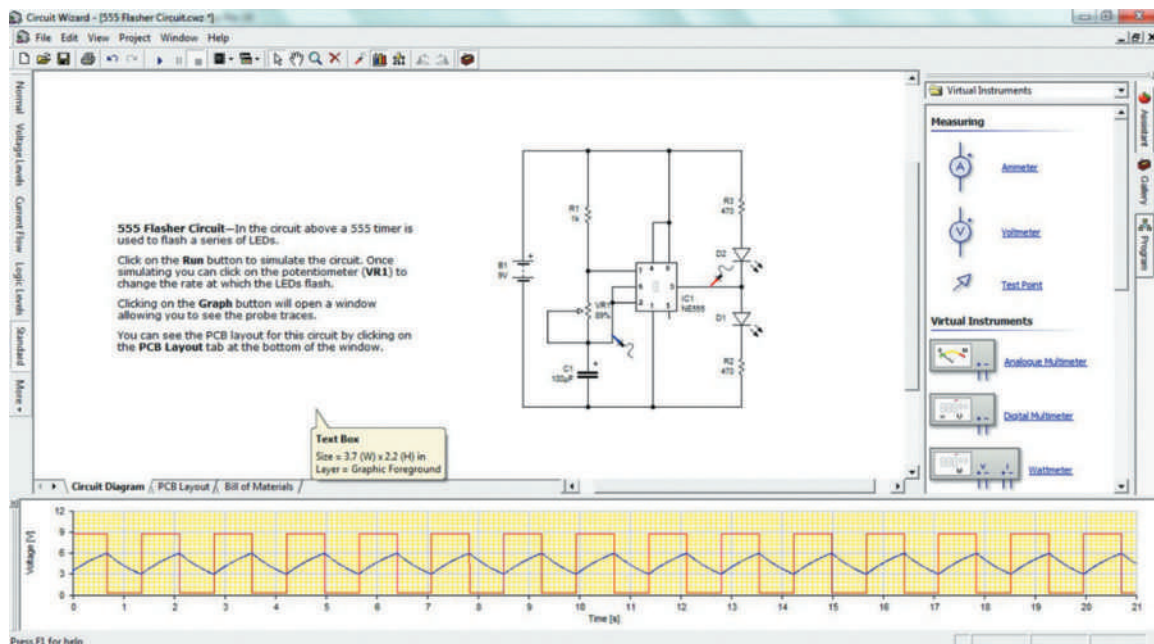 Circuit Wizard - [555 Flasher Circuit.cwz *]
File Edit View Project Window Help
Normal
Voltage Levels
Current Flow
Logic Levels
Standard
More
555 Flasher Circuit—In the circuit above a 555 timer is
used to flash a series of LEDs.
Click on the Run button to simulate the circuit. Once
simulating you can click on the potentiometer (VR1) to
change the rate at which the LEDs flash.
Clicking on the Graph button will open a window
allowing you to see the probe traces.
You can see the PCB layout for this circuit by clicking on
the PCB Layout tab at the bottom of the window.
Text Box
Size = 3.7 (W) x 2.2 (H) in
Layer = Graphic Foreground
B1
9V
R1
1k
VR1
89%
C1
100µF
IC1
NE555
R3
470
D2
D1
R2
470
Virtual Instruments
Measuring
Ammeter
Voltmeter
Test Point
Virtual Instruments
Analogue Multimeter
Digital Multimeter
Wattmeter
Assistant
Gallery
Program
Circuit Diagram PCB Layout Bill of Materials
Voltage [V]
12
9
6
3
0
0 1 2 3 4 5 6 7 8 9 10 11 12 13 14 15 16 17 18 19 20 21
Time [s]
Press F1 for help